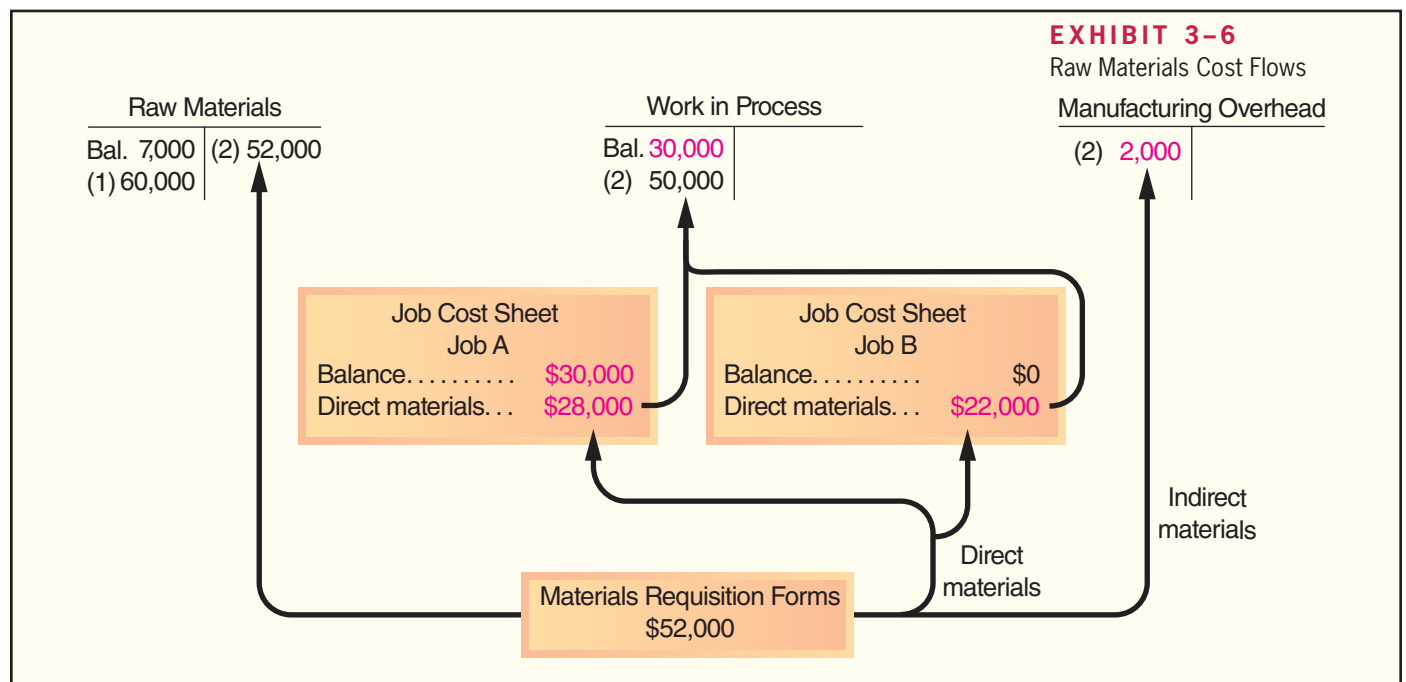 EXHIBIT 3–6
Raw Materials Cost Flows
Raw Materials
Bal. 7,000 (2) 52,000
(1) 60,000
Work in Process
Bal. 30,000
(2) 50,000
Manufacturing Overhead
(2) 2,000
Job Cost Sheet
Job A
Balance.......... $30,000
Direct materials... $28,000
Job Cost Sheet
Job B
Balance.......... $0
Direct materials... $22,000
Indirect
materials
Direct
materials
Materials Requisition Forms
$52,000